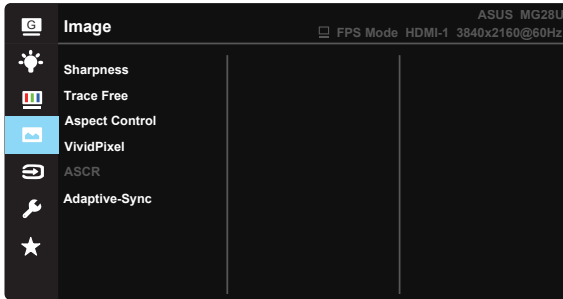 G
Image
ASUS MG28U
FPS Mode HDMI-1 3840x2160@60Hz
Sharpness
Trace Free
Aspect Control
VividPixel
ASCR
Adaptive-Sync